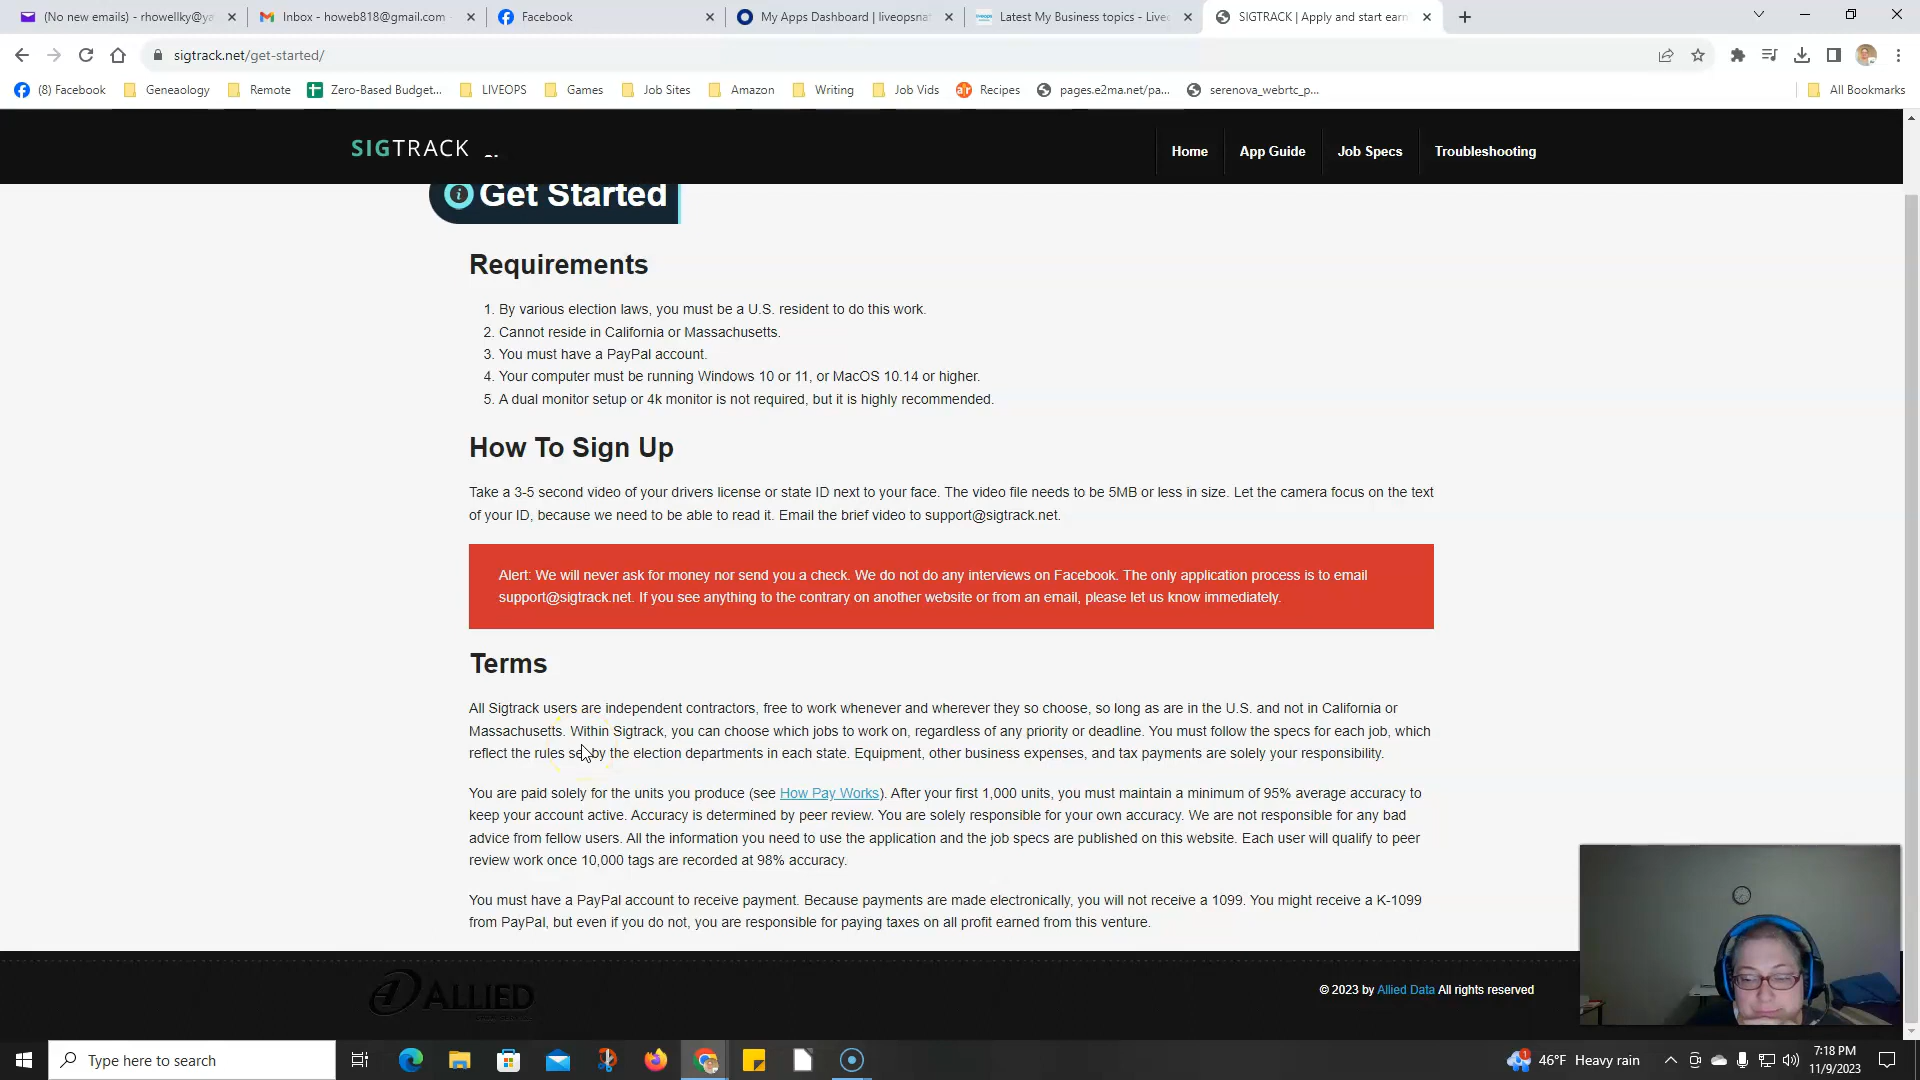 (No new emails) - rhowellky@ya
Inbox - howeb818@gmail.com
Facebook
My Apps Dashboard | liveopsnat
Latest My Business topics - Live
SIGTRACK | Apply and start earn
sigtrack.net/get-started/
(8) Facebook
Geneaology
Remote
Zero-Based Budget...
LIVEOPS
Games
Job Sites
Amazon
Writing
Job Vids
Recipes
pages.e2ma.net/pa...
serenova_webrtc_p...
All Bookmarks
SIGTRACK
Home
App Guide
Job Specs
Troubleshooting
Get Started
Requirements
1. By various election laws, you must be a U.S. resident to do this work.
2. Cannot reside in California or Massachusetts.
3. You must have a PayPal account.
4. Your computer must be running Windows 10 or 11, or MacOS 10.14 or higher.
5. A dual monitor setup or 4k monitor is not required, but it is highly recommended.
How To Sign Up
Take a 3-5 second video of your drivers license or state ID next to your face. The video file needs to be 5MB or less in size. Let the camera focus on the text
of your ID, because we need to be able to read it. Email the brief video to support@sigtrack.net.
Alert: We will never ask for money nor send you a check. We do not do any interviews on Facebook. The only application process is to email
support@sigtrack.net. If you see anything to the contrary on another website or from an email, please let us know immediately.
Terms
All Sigtrack users are independent contractors, free to work whenever and wherever they so choose, so long as are in the U.S. and not in California or
Massachusetts. Within Sigtrack, you can choose which jobs to work on, regardless of any priority or deadline. You must follow the specs for each job, which
reflect the rules set by the election departments in each state. Equipment, other business expenses, and tax payments are solely your responsibility.
You are paid solely for the units you produce (see How Pay Works). After your first 1,000 units, you must maintain a minimum of 95% average accuracy to
keep your account active. Accuracy is determined by peer review. You are solely responsible for your own accuracy. We are not responsible for any bad
advice from fellow users. All the information you need to use the application and the job specs are published on this website. Each user will qualify to peer
review work once 10,000 tags are recorded at 98% accuracy.
You must have a PayPal account to receive payment. Because payments are made electronically, you will not receive a 1099. You might receive a K-1099
from PayPal, but even if you do not, you are responsible for paying taxes on all profit earned from this venture.
ALLIED
© 2023 by Allied Data All rights reserved
Type here to search
46°F Heavy rain
7:18 PM
11/9/2023